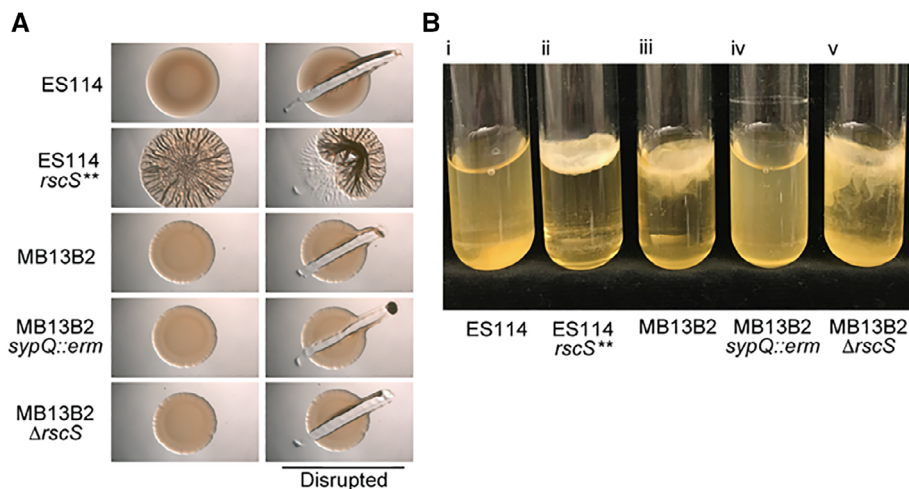 A
ES114
ES114
rscS**
MB13B2
MB13B2
sypQ::erm
MB13B2
ΔrscS
Disrupted
B
i ii iii iv v
ES114 ES114 MB13B2 MB13B2 MB13B2
rscS** sypQ::erm ΔrscS